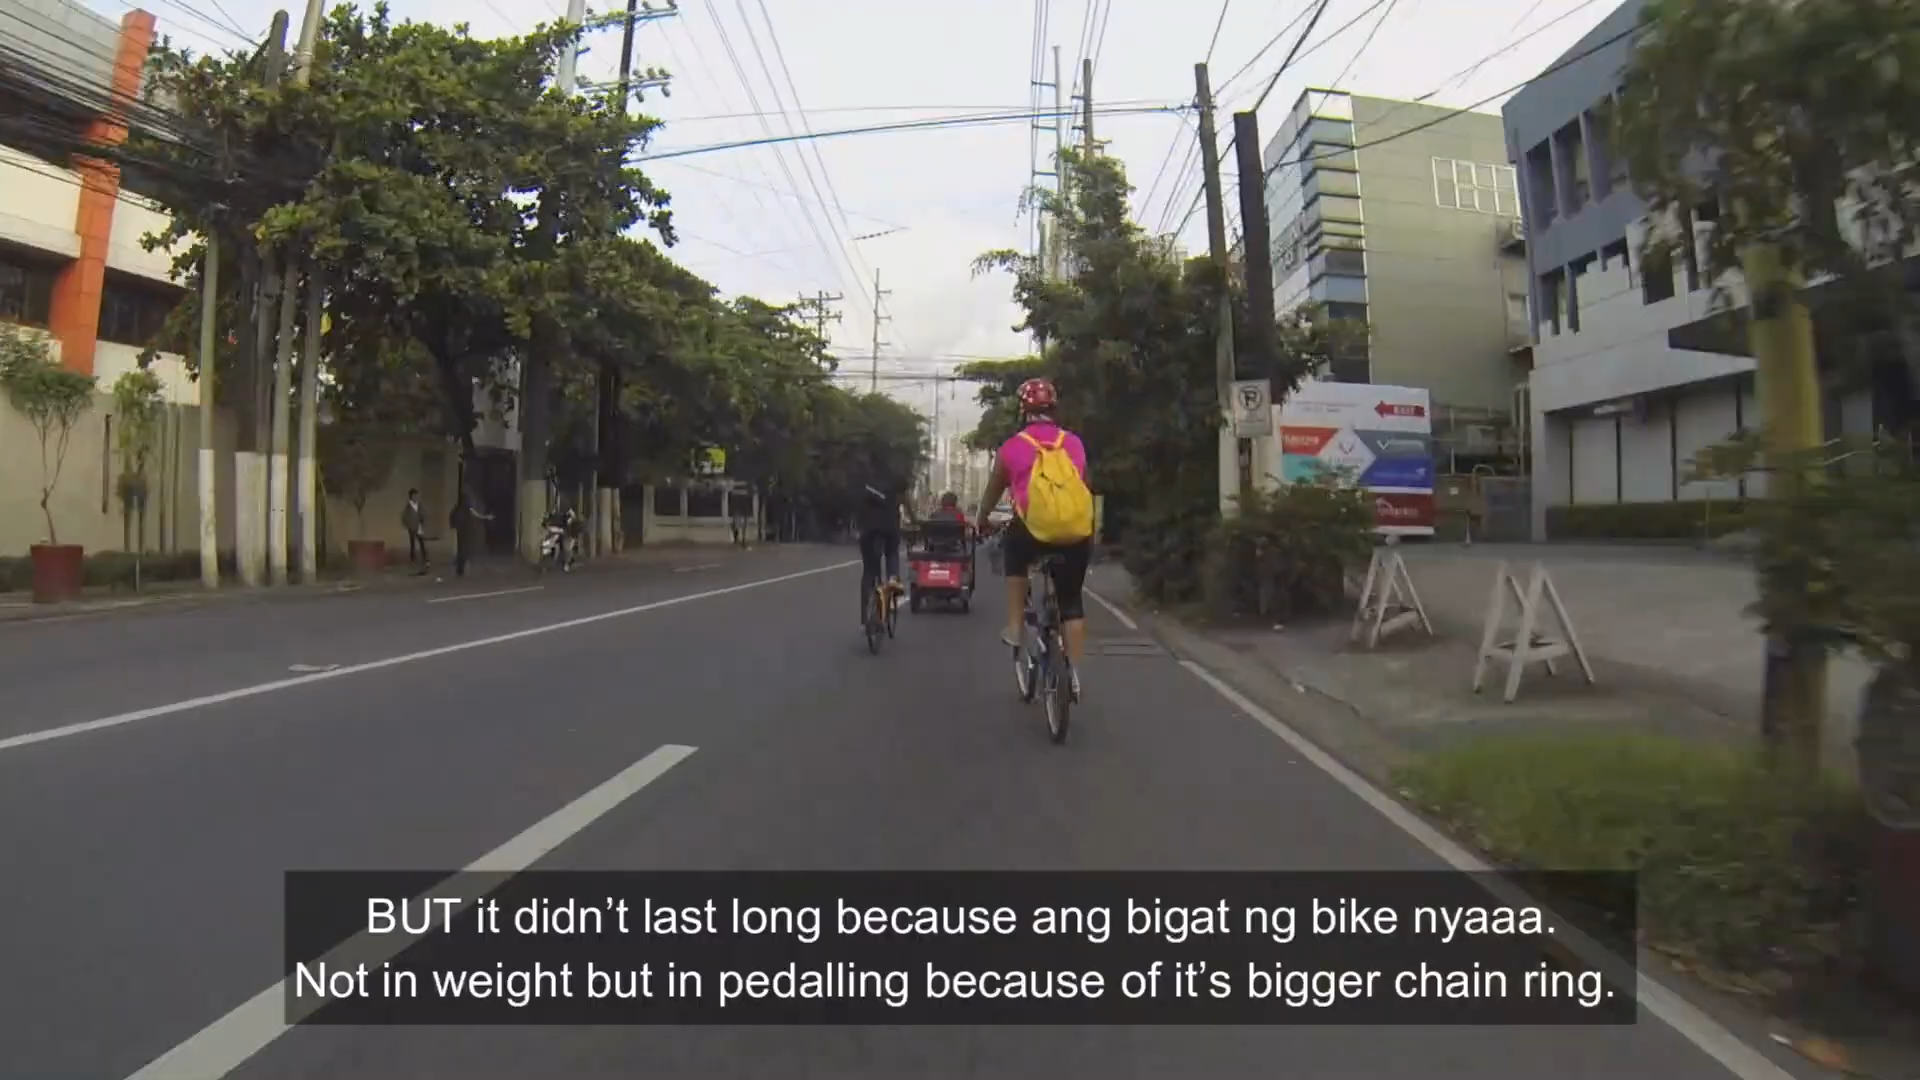 EXIT
BUT it didn’t last long because ang bigat ng bike nyaaa.
Not in weight but in pedalling because of it’s bigger chain ring.